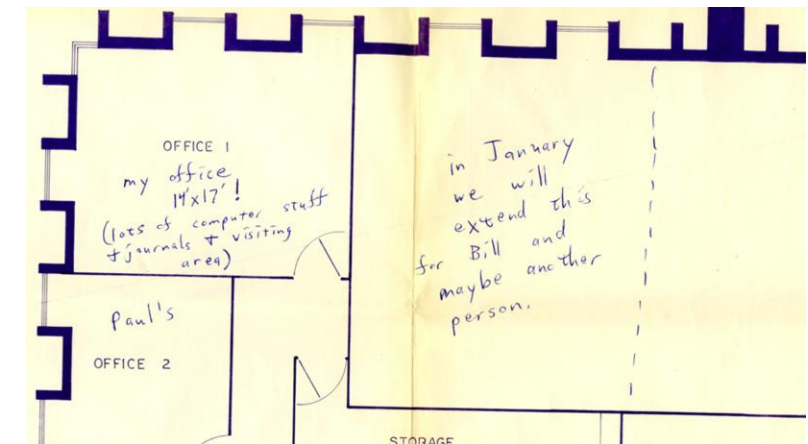 OFFICE 1
my office
14'x17'!
(lots of computer stuff
+ journals + visiting
area)
Paul's
OFFICE 2
in January
we will
extend this
for Bill and
maybe another
person.
STORAGE